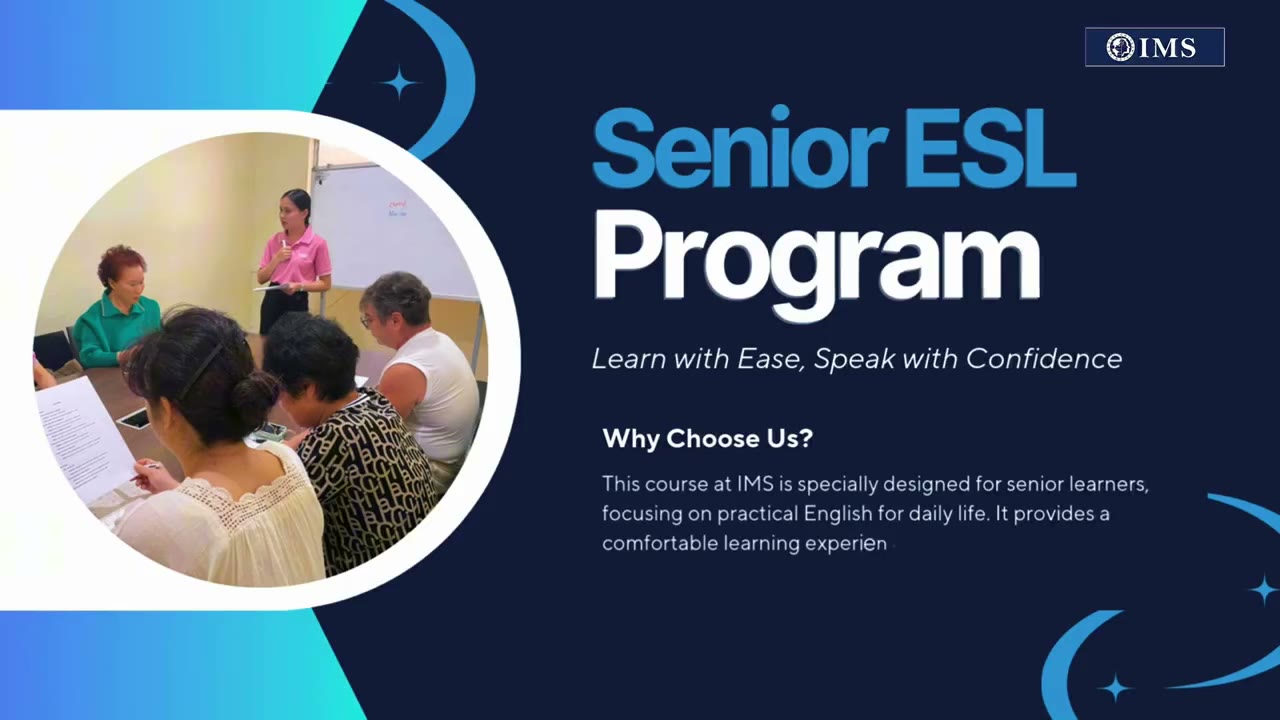 IMS
Senior ESL
Program
Learn with Ease, Speak with Confidence
Why Choose Us?
This course at IMS is specially designed for senior learners,
focusing on practical English for daily life. It provides a
comfortable learning experien